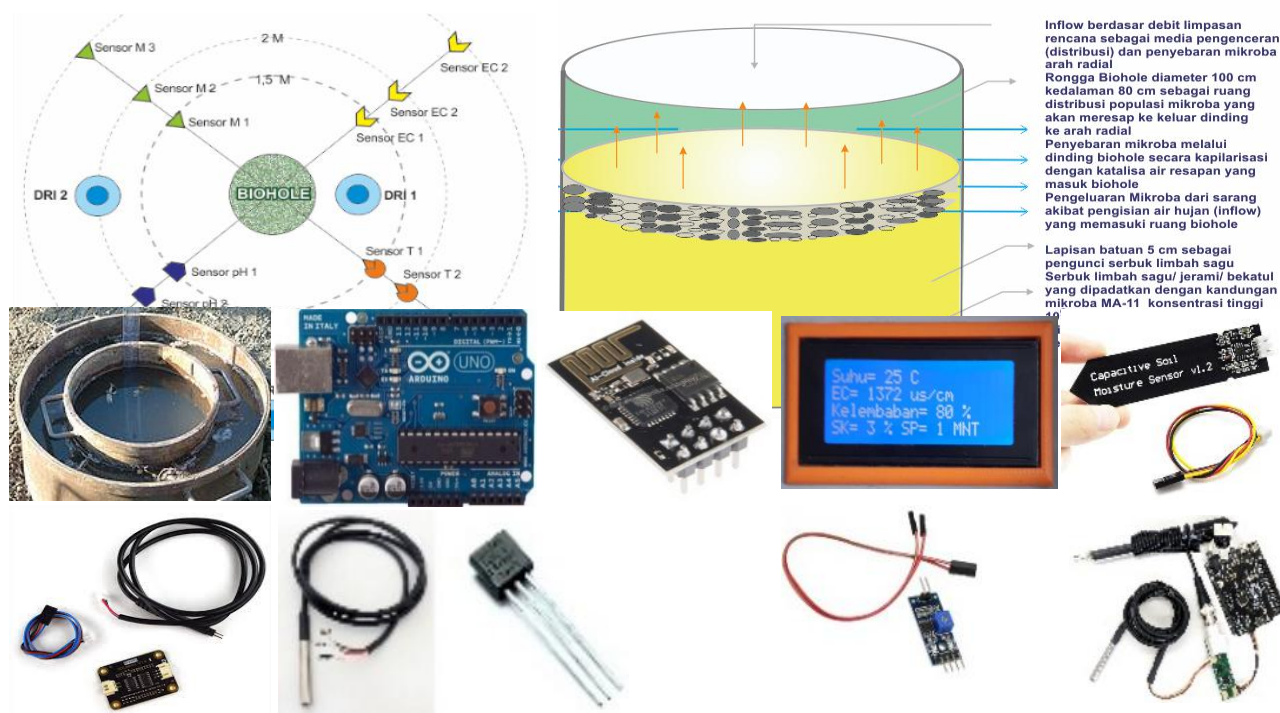 2 M
1,5 M
Sensor M 3
Sensor M 2
Sensor M 1
Sensor EC 2
Sensor EC 2
Sensor EC 1
DRI 2
BIOHOLE
DRI 1
Sensor pH 1
Sensor pH 2
Sensor T 1
Sensor T 2
Inflow berdasar debit limpasan
rencana sebagai media pengenceran
(distribusi) dan penyebaran mikroba
arah radial
Rongga Biohole diameter 100 cm
kedalaman 80 cm sebagai ruang
distribusi populasi mikroba yang
akan meresap ke keluar dinding
ke arah radial
Penyebaran mikroba melalui
dinding biohole secara kapilarisasi
dengan katalisa air resapan yang
masuk biohole
Pengeluaran Mikroba dari sarang
akibat pengisian air hujan (inflow)
yang memasuki ruang biohole
Lapisan batuan 5 cm sebagai
pengunci serbuk limbah sagu
Serbuk limbah sagu/ jerami/ bekatul
yang dipadatkan dengan kandungan
mikroba MA-11 konsentrasi tinggi
MADE
IN ITALY
DIGITAL (PWM~)
UNO
ARDUINO
POWER
ANALOG IN
Suhu= 25 C
EC= 1372 us/cm
Kelembaban= 80 %
SK= 3 % SP= 1 MNT
Capacitive Soil
Moisture Sensor v1.2